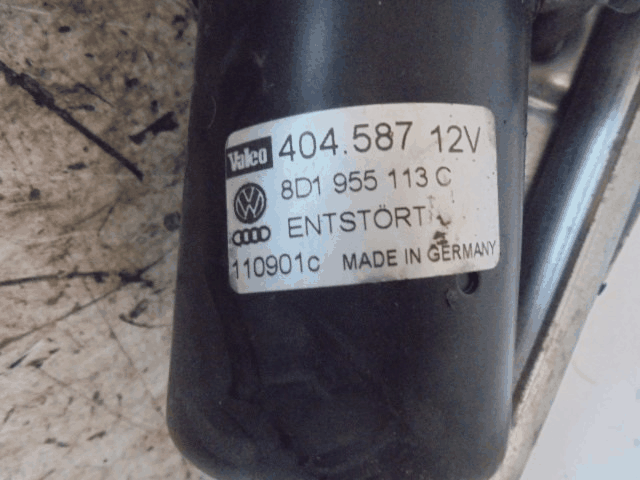 Valeo 404.587 12V
8D1 955 113 C
ENTSTÖRT
110901c MADE IN GERMANY